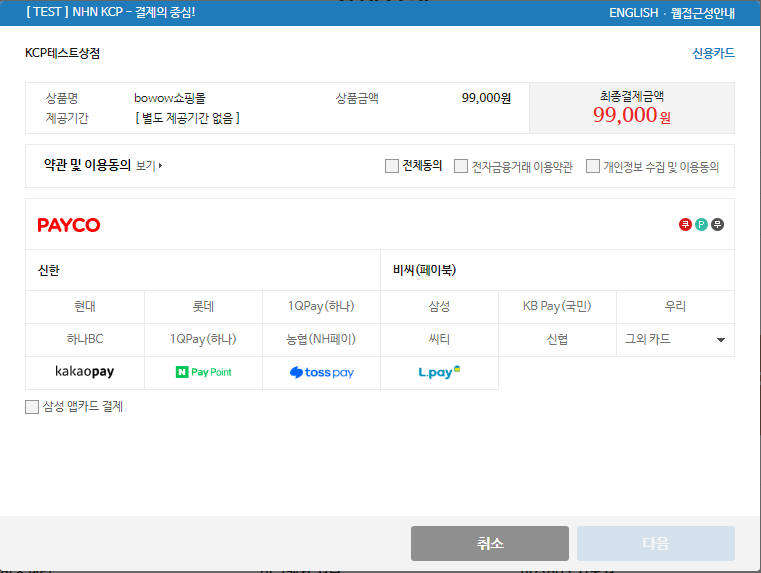 [ TEST ] NHN KCP - 결제의 중심!
ENGLISH · 웹접근성안내
KCP테스트상점
신용카드
상품명 bowow쇼핑몰 상품금액 99,000원
제공기간 [ 별도 제공기간 없음 ]
최종결제금액
99,000원
약관 및 이용동의 보기 전체동의 전자금융거래 이용약관 개인정보 수집 및 이용동의
PAYCO 쿠 P 무
신한 비씨(페이북)
현대 롯데 1QPay(하나) 삼성 KB Pay(국민) 우리
하나BC 1QPay(하나) 농협(NH페이) 씨티 신협 그외 카드
kakaopay N Pay Point toss pay L.pay
삼성 앱카드 결제
취소 다음